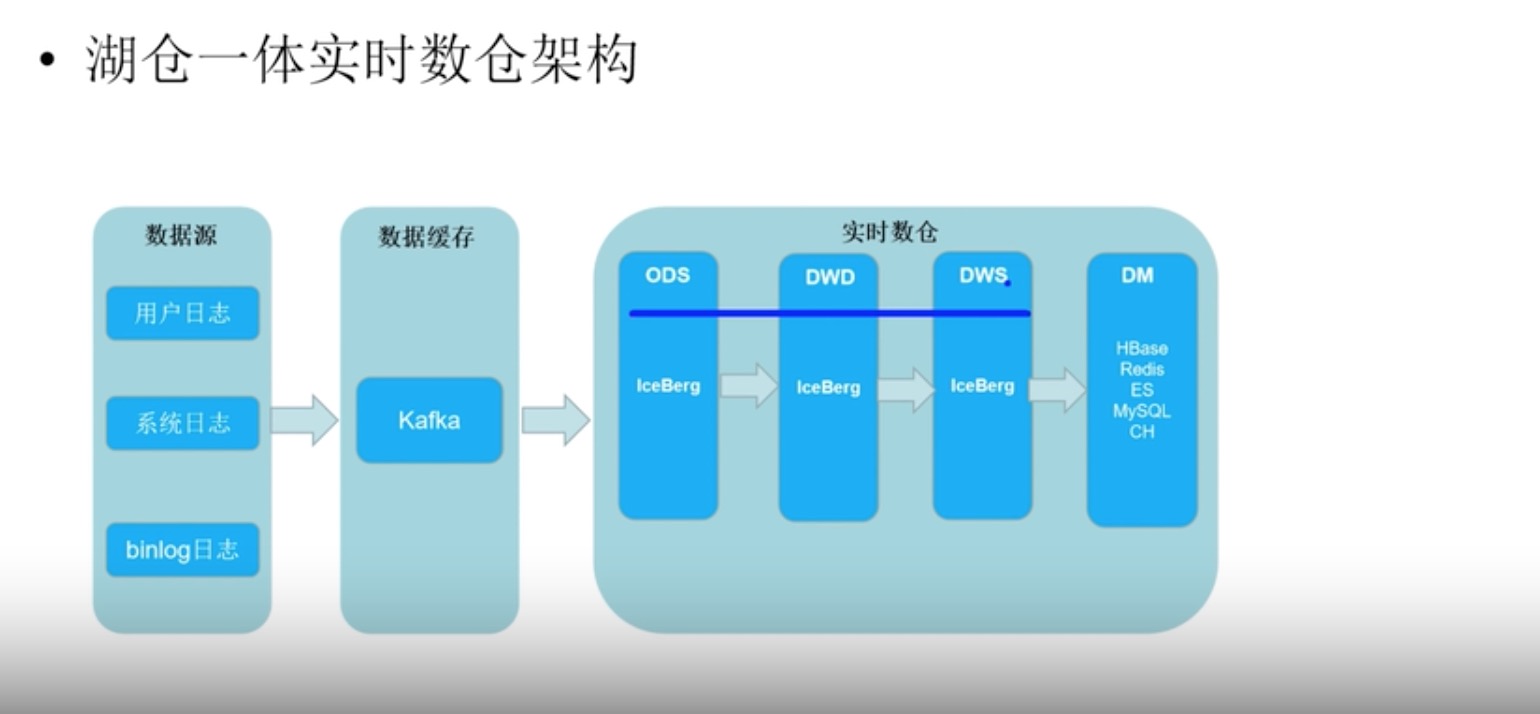 • 湖仓一体实时数仓架构
数据源
用户日志
系统日志
binlog日志
数据缓存
Kafka
实时数仓
ODS
IceBerg
DWD
IceBerg
DWS
IceBerg
DM
HBase
Redis
ES
MySQL
CH